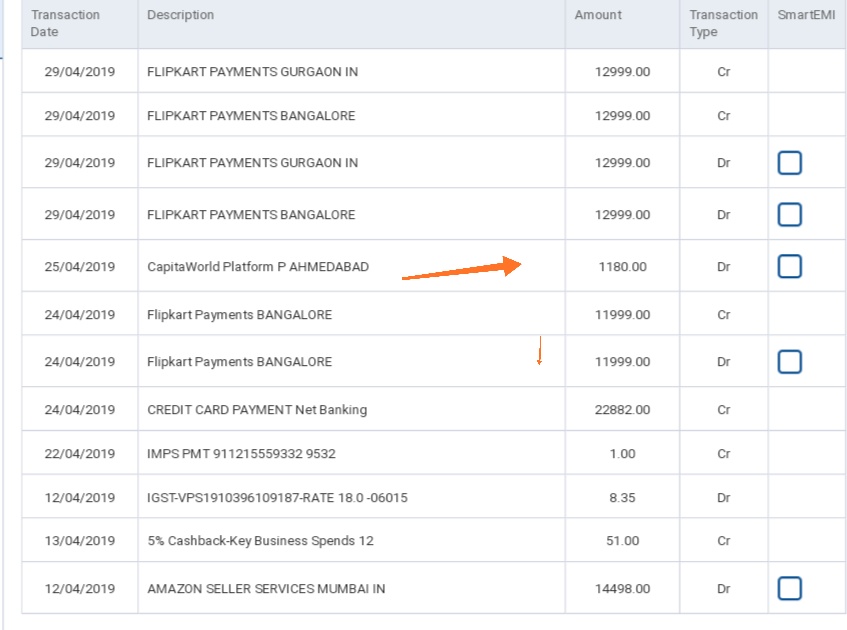 Transaction Date Description Amount Transaction Type SmartEMI
29/04/2019 FLIPKART PAYMENTS GURGAON IN 12999.00 Cr
29/04/2019 FLIPKART PAYMENTS BANGALORE 12999.00 Cr
29/04/2019 FLIPKART PAYMENTS GURGAON IN 12999.00 Dr
29/04/2019 FLIPKART PAYMENTS BANGALORE 12999.00 Dr
25/04/2019 CapitaWorld Platform P AHMEDABAD 1180.00 Dr
24/04/2019 Flipkart Payments BANGALORE 11999.00 Cr
24/04/2019 Flipkart Payments BANGALORE 11999.00 Dr
24/04/2019 CREDIT CARD PAYMENT Net Banking 22882.00 Cr
22/04/2019 IMPS PMT 911215559332 9532 1.00 Cr
12/04/2019 IGST-VPS1910396109187-RATE 18.0 -06015 8.35 Dr
13/04/2019 5% Cashback-Key Business Spends 12 51.00 Cr
12/04/2019 AMAZON SELLER SERVICES MUMBAI IN 14498.00 Dr